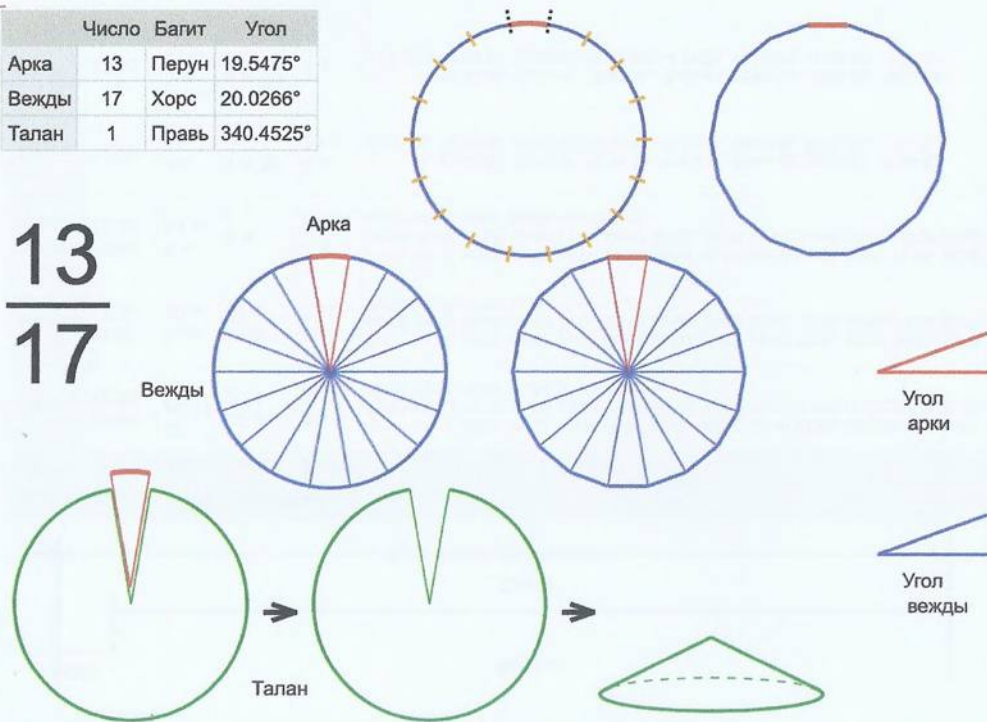 Число Багит Угол
Арка 13 Перун 19.5475°
Вежды 17 Хорс 20.0266°
Талан 1 Правь 340.4525°
13
17
Арка
Вежды
Угол
арки
Угол
вежды
Талан